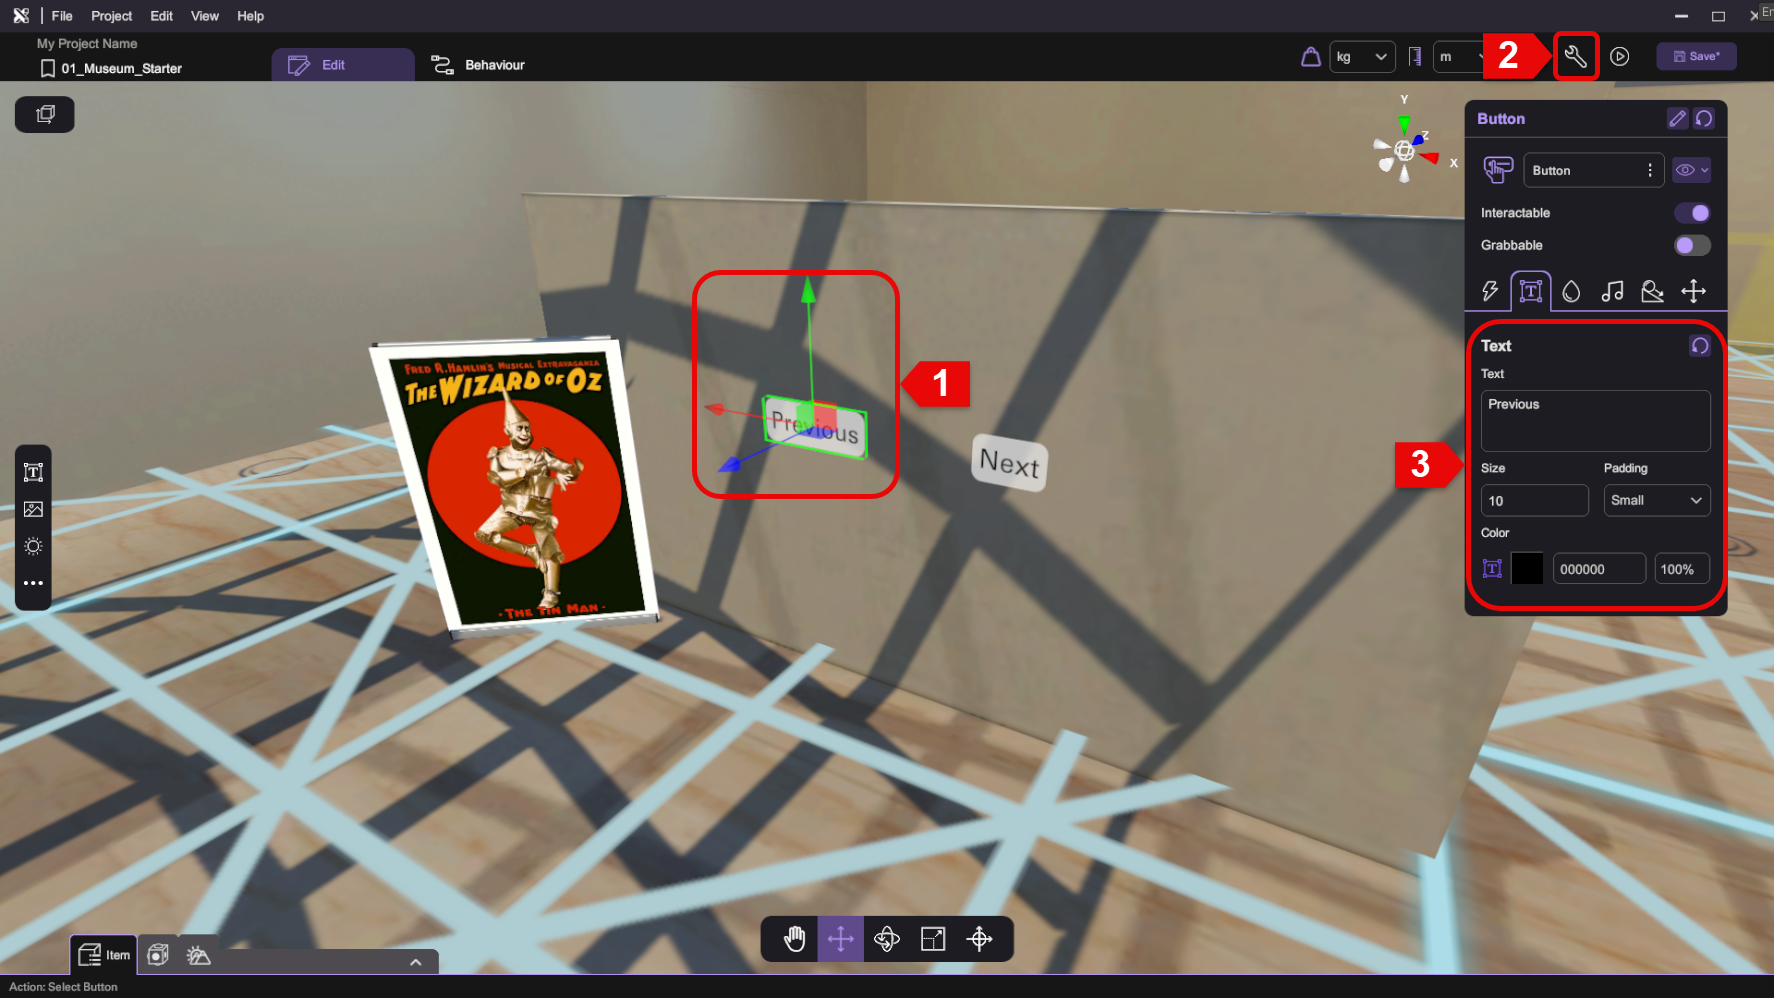 File Project Edit View Help
En
My Project Name
01_Museum_Starter
Edit
Behaviour
kg
m
2
Save*
Y
Z
X
Button
Button
Interactable
Grabbable
T
Text
Text
Previous
Size
Padding
10
Small
Color
T
000000
100%
1
3
FRED R. HAMLIN'S MUSICAL EXTRAVAGANZA
THE WIZARD OF OZ
· THE TIN MAN ·
Previous
Next
T
Item
Action: Select Button